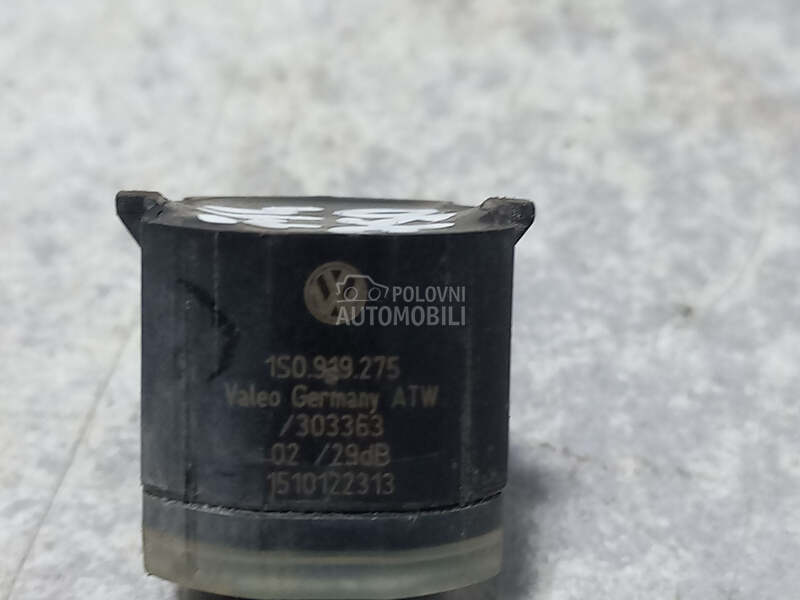 POLOVNI
AUTOMOBILI
1S0.919.275
Valeo Germany ATW
/303363
02 /29dB
1510122313